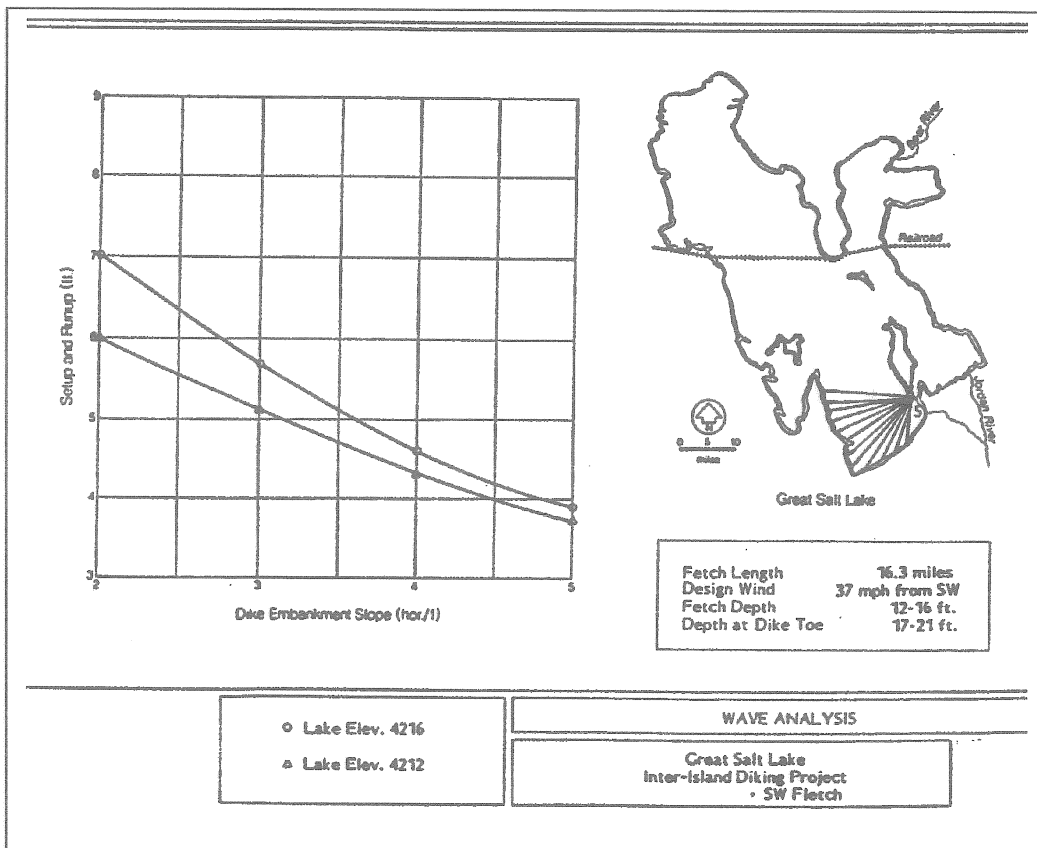 9
8
7
6
5
4
3
2
3
4
5
Setup and Runup (ft.)
Dike Embankment Slope (hor./1)
Bear River
Railroad
Jordan River
5
N
0 5 10
miles
Great Salt Lake
Fetch Length 16.3 miles
Design Wind 37 mph from SW
Fetch Depth 12-16 ft.
Depth at Dike Toe 17-21 ft.
Lake Elev. 4216
Lake Elev. 4212
WAVE ANALYSIS
Great Salt Lake
Inter-Island Diking Project
· SW Fletch